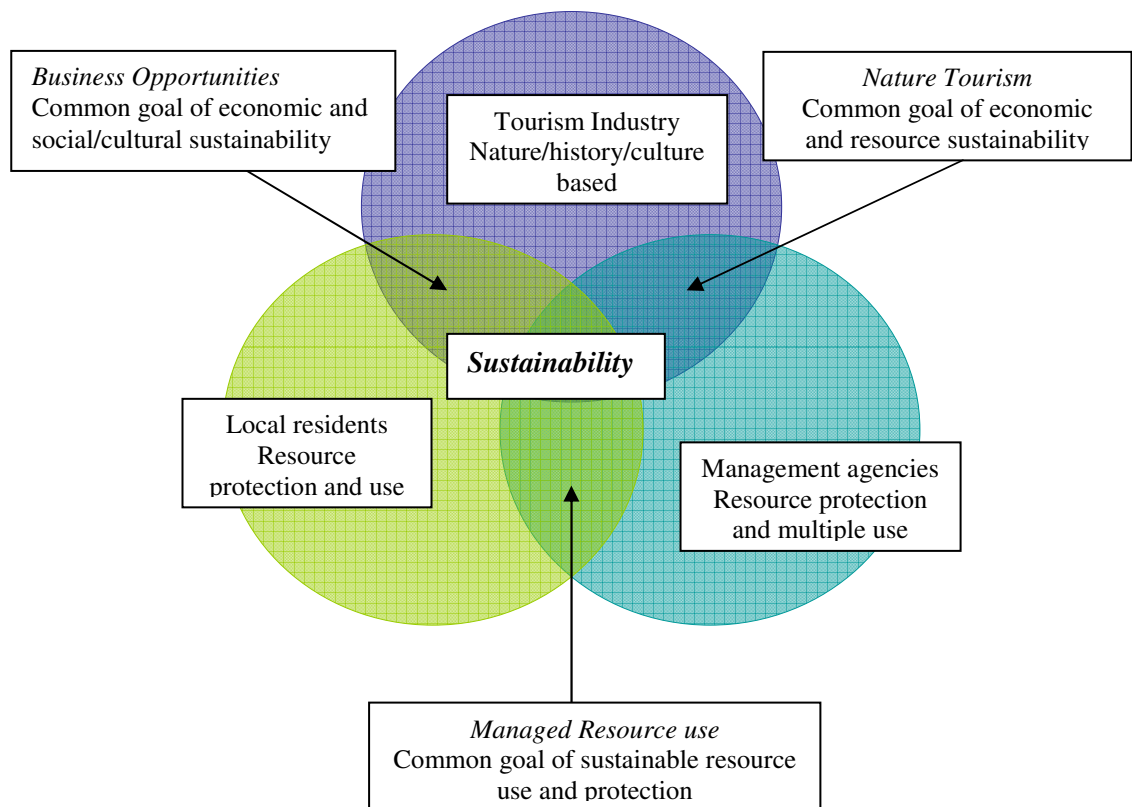 Business Opportunities
Common goal of economic and
social/cultural sustainability
Tourism Industry
Nature/history/culture
based
Nature Tourism
Common goal of economic
and resource sustainability
Sustainability
Local residents
Resource
protection and use
Management agencies
Resource protection
and multiple use
Managed Resource use
Common goal of sustainable resource
use and protection